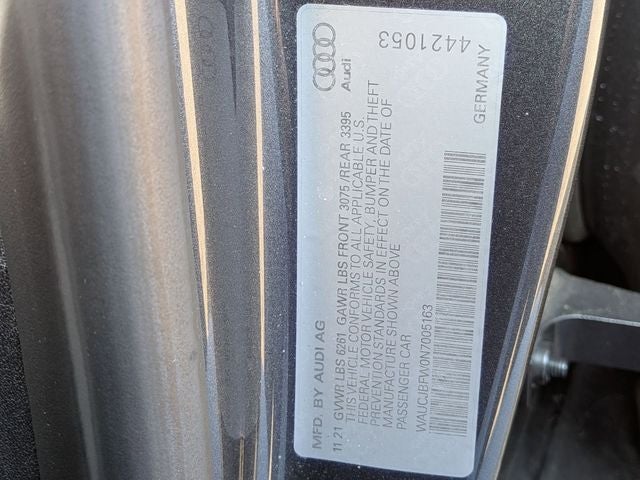 MFD. BY AUDI AG
Audi
11.21 GVWR LBS 6261 GAWR LBS FRONT 3075 /REAR 3395
THIS VEHICLE CONFORMS TO ALL APPLICABLE U.S.
FEDERAL MOTOR VEHICLE SAFETY, BUMPER AND THEFT
PREVENTION STANDARDS IN EFFECT ON THE DATE OF
MANUFACTURE SHOWN ABOVE
PASSENGER CAR
4421053
WAUCJBFW0N7005163
GERMANY